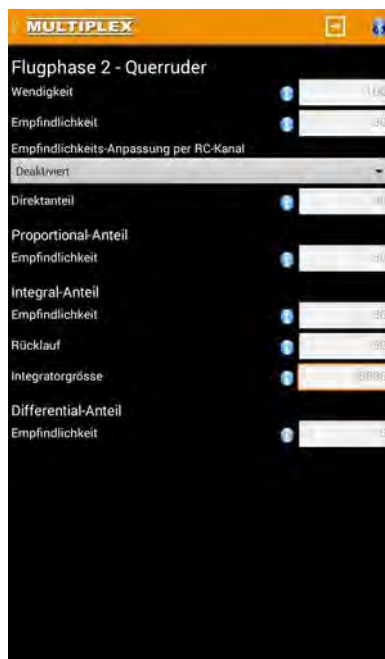 MULTIPLEX
Flugphase 2 - Querruder
Wendigkeit
Empfindlichkeit
Empfindlichkeits-Anpassung per RC-Kanal
Deaktiviert
Direktanteil
Proportional-Anteil
Empfindlichkeit
Integral-Anteil
Empfindlichkeit
Rücklauf
Integratorgrösse
Differential-Anteil
Empfindlichkeit